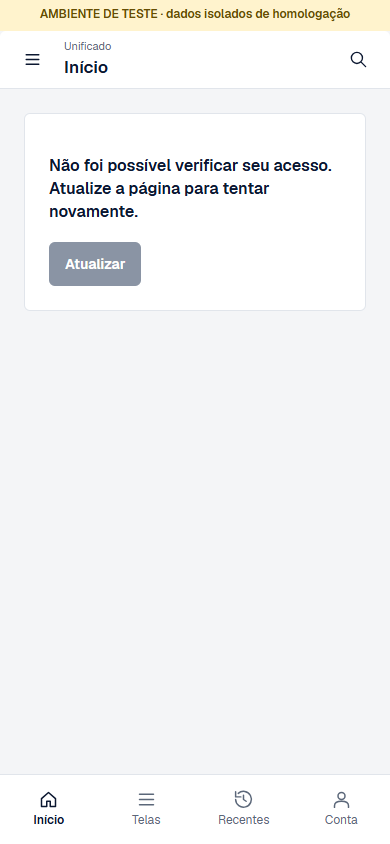 AMBIENTE DE TESTE · dados isolados de homologação
Unificado
Início
Não foi possível verificar seu acesso.
Atualize a página para tentar
novamente.
Atualizar
Início
Telas
Recentes
Conta